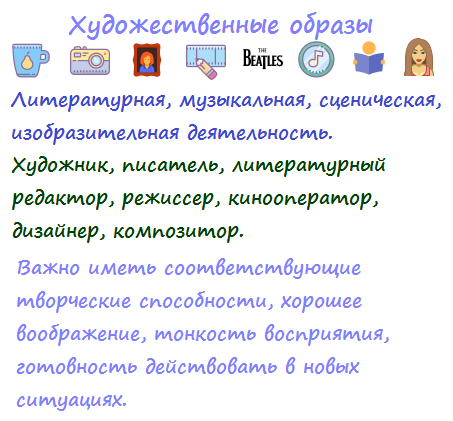 Художественные образы
THE
BEATLES
Литературная, музыкальная, сценическая,
изобразительная деятельность.
Художник, писатель, литературный
редактор, режиссер, кинооператор,
дизайнер, композитор.
Важно иметь соответствующие
творческие способности, хорошее
воображение, тонкость восприятия,
готовность действовать в новых
ситуациях.